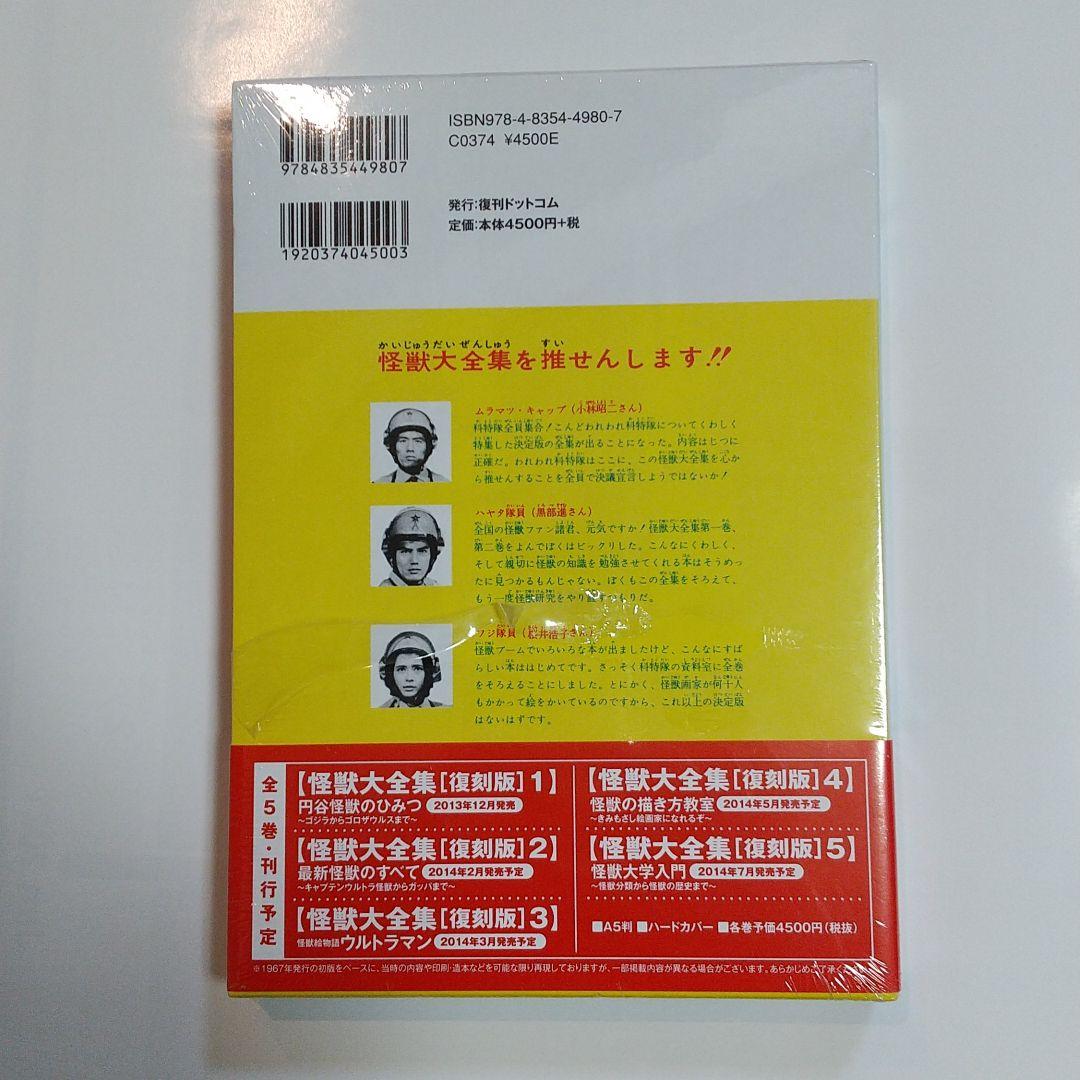 ISBN978-4-8354-4980-7
C0374 ¥4500E
9784835449807
発行:復刊ドットコム
定価:本体4500円+税
1920374045003
かいじゅうだいぜんしゅう すい
怪獣大全集を推せんします!!
ムラマツ・キャップ(小林昭二さん)
科特隊全員集合!こんどわれわれ科特隊についてくわしく
特集した決定版の全集が出ることになった。内容はじつに
正確だ。われわれ科特隊はここに、この怪獣大全集を心か
ら推せんすることを全員で決議宣言しようではないか!
ハヤタ隊員(黒部進さん)
全国の怪獣ファン諸君、元気ですか!怪獣大全集第一巻、
第二巻をよんでぼくはビックリした。こんなにくわしく、
そして親切に怪獣の知識を勉強させてくれる本はそうめっ
たに見つかるもんじゃない。ぼくもこの全集をそろえて、
もう一度怪獣研究をやり直すつもりだ。
フジ隊員(桜井浩子さん)
怪獣ブームでいろいろな本が出ましたけど、こんなにすば
らしい本ははじめてです。さっそく科特隊の資料室に全巻
をそろえることにしました。とにかく、怪獣画家が何十人
もかかって絵をかいているのですから、これ以上の決定版
はないはずです。
全5巻・刊行予定
【怪獣大全集[復刻版]1】
円谷怪獣のひみつ 2013年12月発売
~ゴジラからゴロザウルスまで~
【怪獣大全集[復刻版]2】
最新怪獣のすべて 2014年2月発売予定
~キャプテンウルトラ怪獣からガッパまで~
【怪獣大全集[復刻版]3】
怪獣絵物語ウルトラマン 2014年3月発売予定
【怪獣大全集[復刻版]4】
怪獣の描き方教室 2014年5月発売予定
~きみもさし絵画家になれるぞ~
【怪獣大全集[復刻版]5】
怪獣大学入門 2014年7月発売予定
~怪獣分類から怪獣の歴史まで~
■A5判 ■ハードカバー ■各巻予価4500円(税抜)
※1967年発行の初版をベースに、当時の内容や印刷・造本などを可能な限り再現しておりますが、一部掲載内容が異なる場合がございます。あらかじめご了承ください